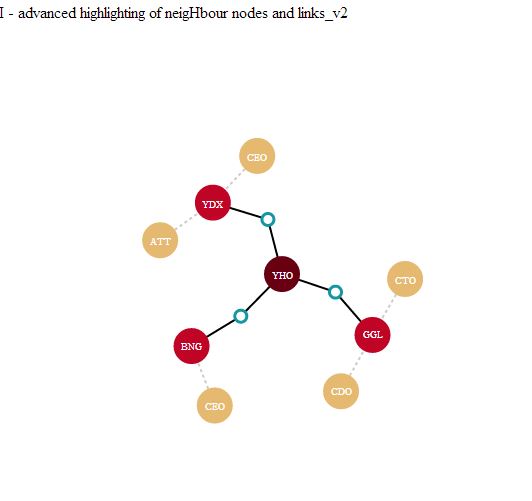 I - advanced highlighting of neigHbour nodes and links_v2
CEO
YDX
ATT
YHO
CTO
GGL
BNG
CDO
CEO